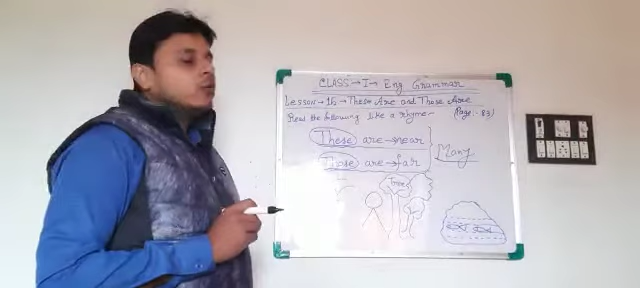 CLASS → I → Eng Grammar
Lesson → 16 → These Are and Those Are
Read the following like a rhyme - (Page: 83)
These are → near
Those are → far
Many